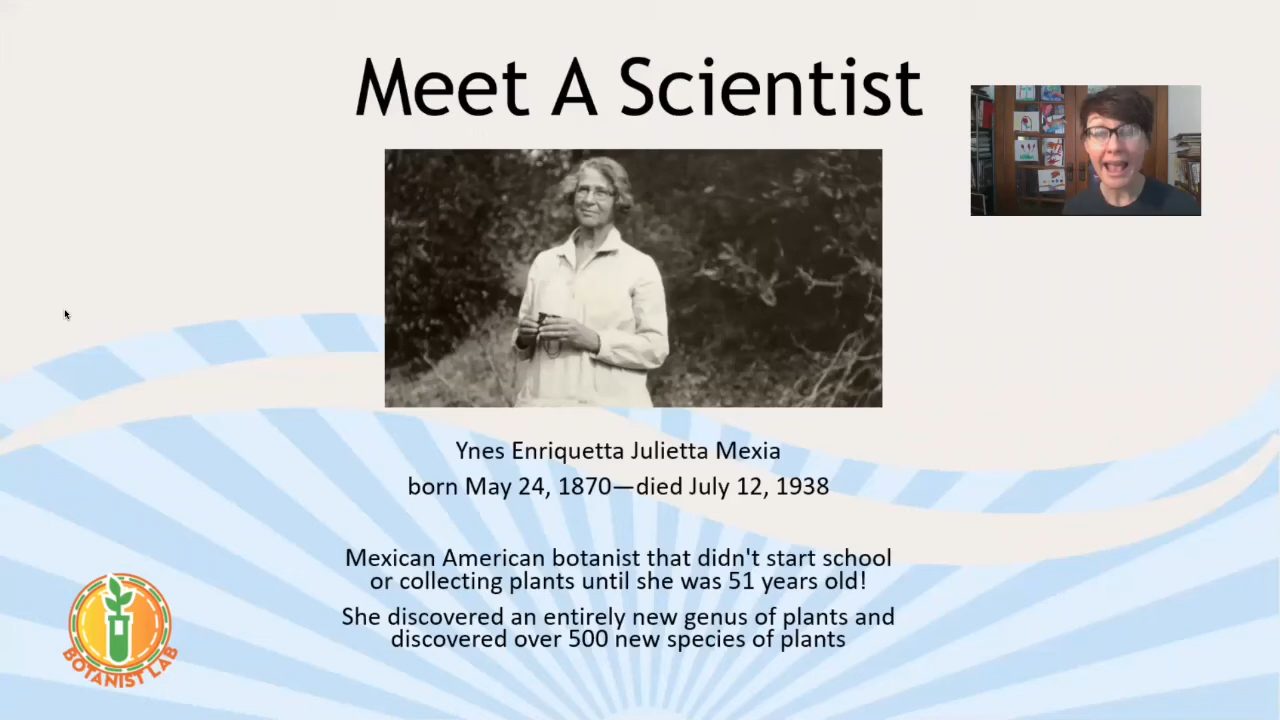 Meet A Scientist
Ynes Enriquetta Julietta Mexia
born May 24, 1870—died July 12, 1938
Mexican American botanist that didn't start school
or collecting plants until she was 51 years old!
She discovered an entirely new genus of plants and
discovered over 500 new species of plants
BOTANIST LAB